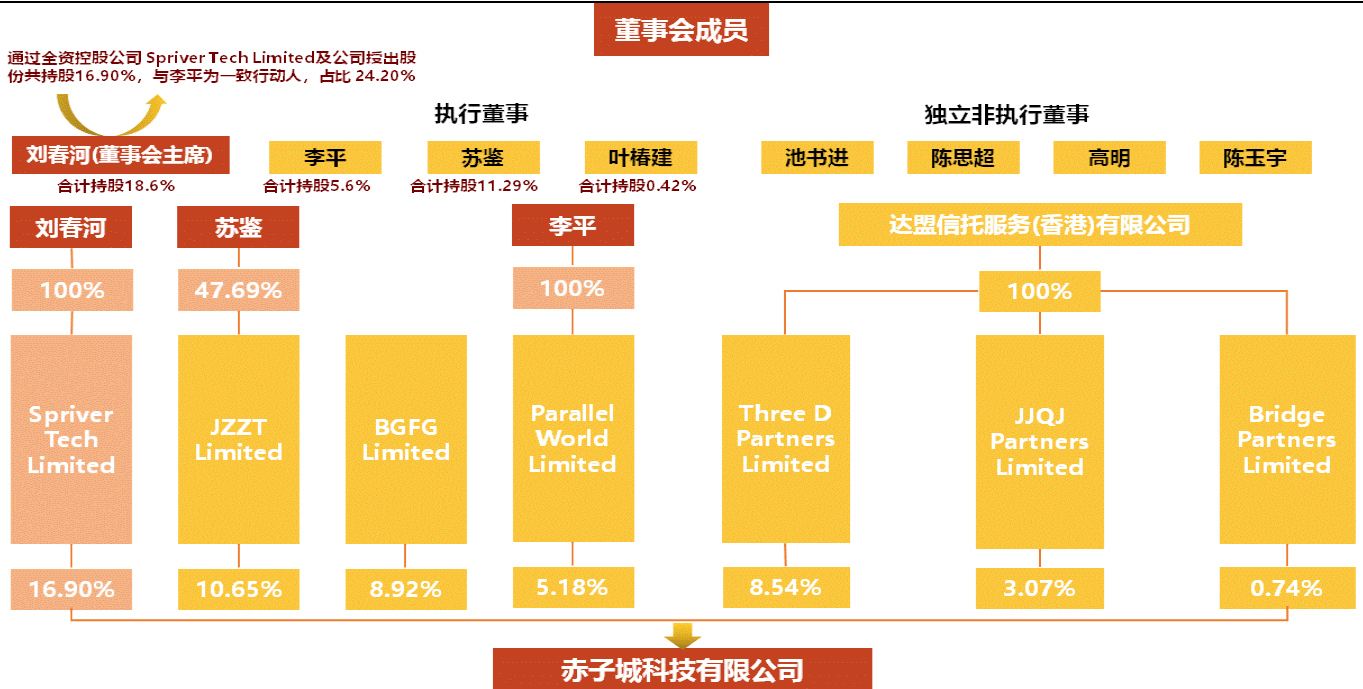 董事会成员
通过全资控股公司 Spriver Tech Limited及公司授出股
份共持股16.90%，与李平为一致行动人，占比 24.20%
执行董事
独立非执行董事
刘春河(董事会主席)
李平
苏鉴
叶椿建
池书进
陈思超
高明
陈玉宇
合计持股18.6%
合计持股5.6%
合计持股11.29%
合计持股0.42%
刘春河
苏鉴
李平
达盟信托服务(香港)有限公司
100%
47.69%
100%
100%
Spriver
Tech
Limited
JZZT
Limited
BGFG
Limited
Parallel
World
Limited
Three D
Partners
Limited
JJQJ
Partners
Limited
Bridge
Partners
Limited
16.90%
10.65%
8.92%
5.18%
8.54%
3.07%
0.74%
赤子城科技有限公司